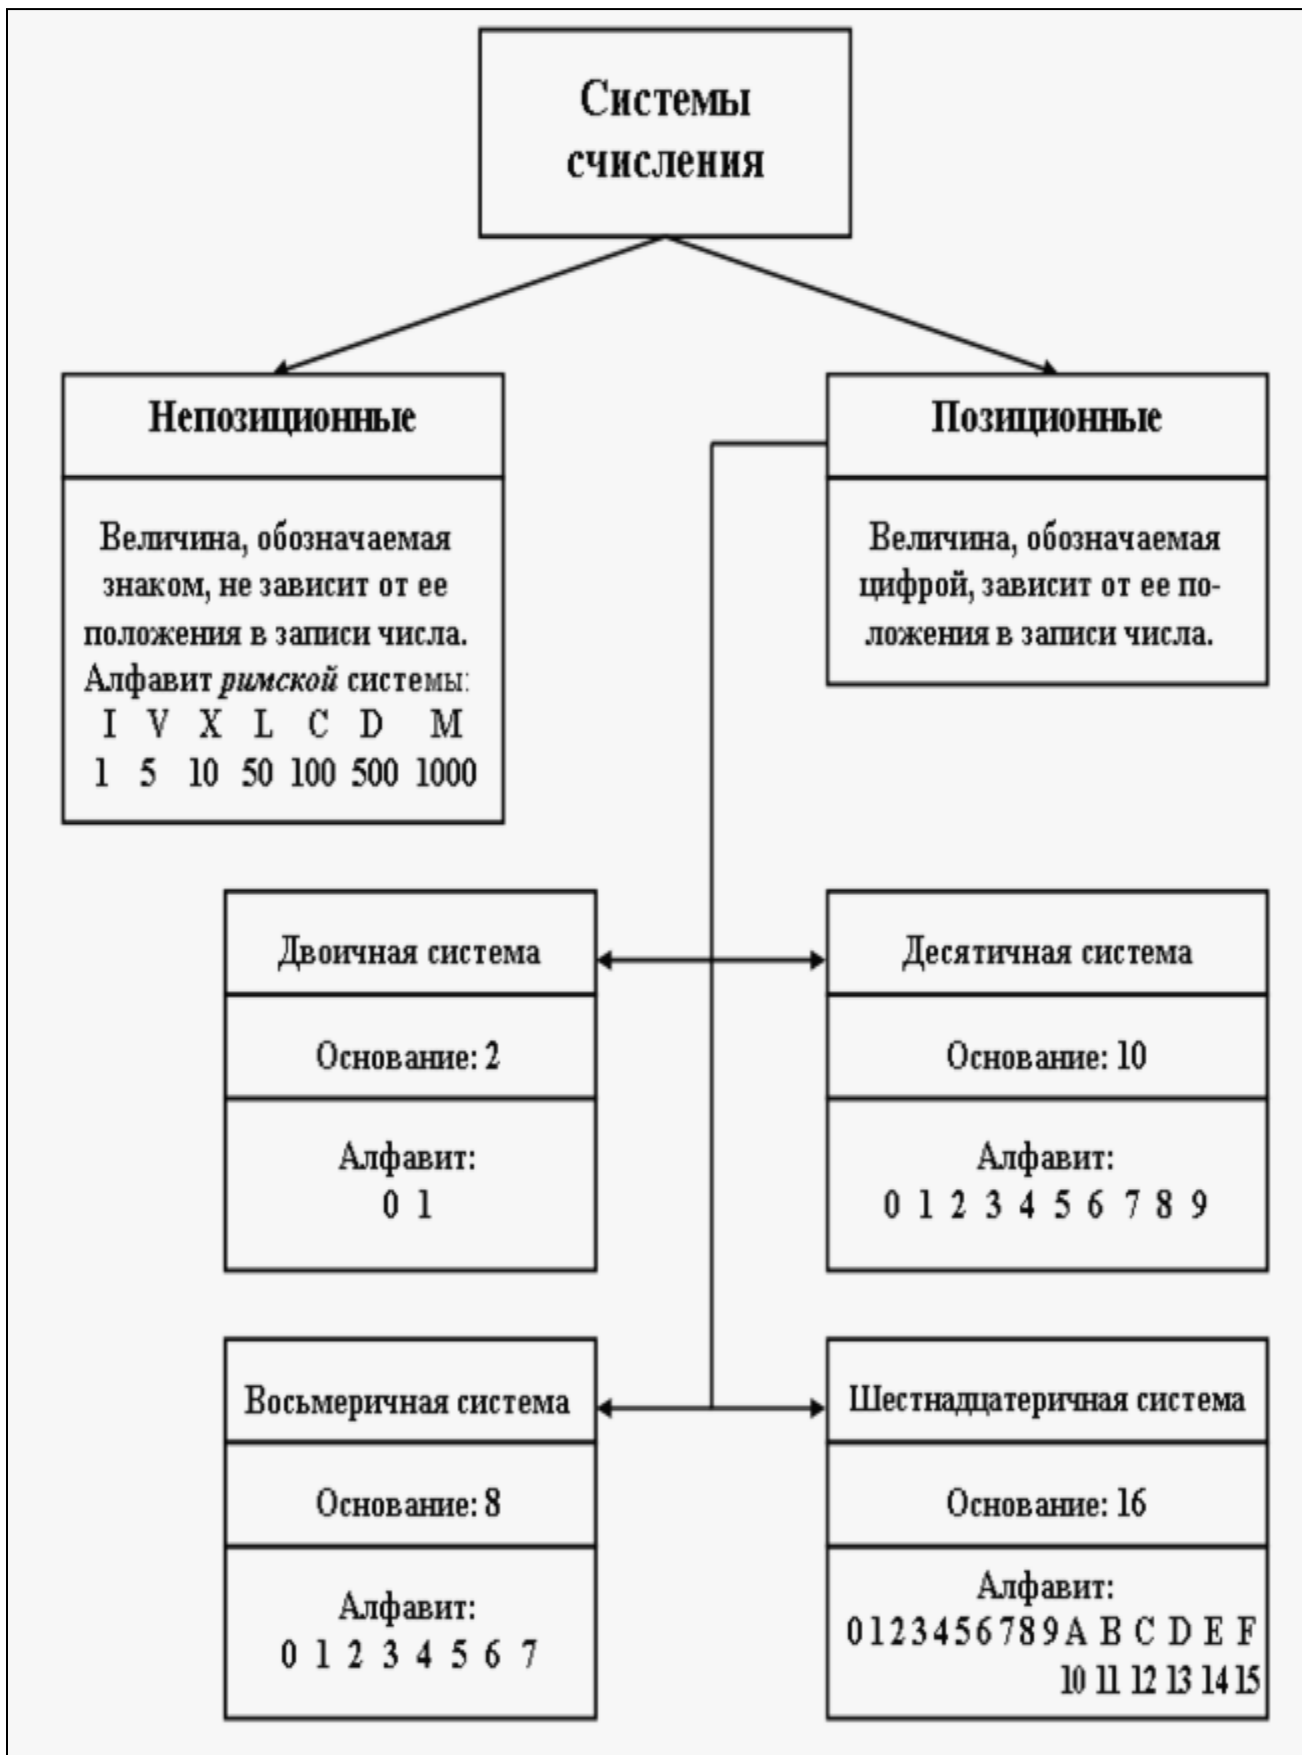 Системы
счисления
Непозиционные
Величина, обозначаемая
знаком, не зависит от ее
положения в записи числа.
Алфавит римской системы:
I V X L C D M
1 5 10 50 100 500 1000
Позиционные
Величина, обозначаемая
цифрой, зависит от ее по-
ложения в записи числа.
Двоичная система
Основание: 2
Алфавит:
0 1
Десятичная система
Основание: 10
Алфавит:
0 1 2 3 4 5 6 7 8 9
Восьмеричная система
Основание: 8
Алфавит:
0 1 2 3 4 5 6 7
Шестнадцатеричная система
Основание: 16
Алфавит:
0 1 2 3 4 5 6 7 8 9 A B C D E F
10 11 12 13 14 15